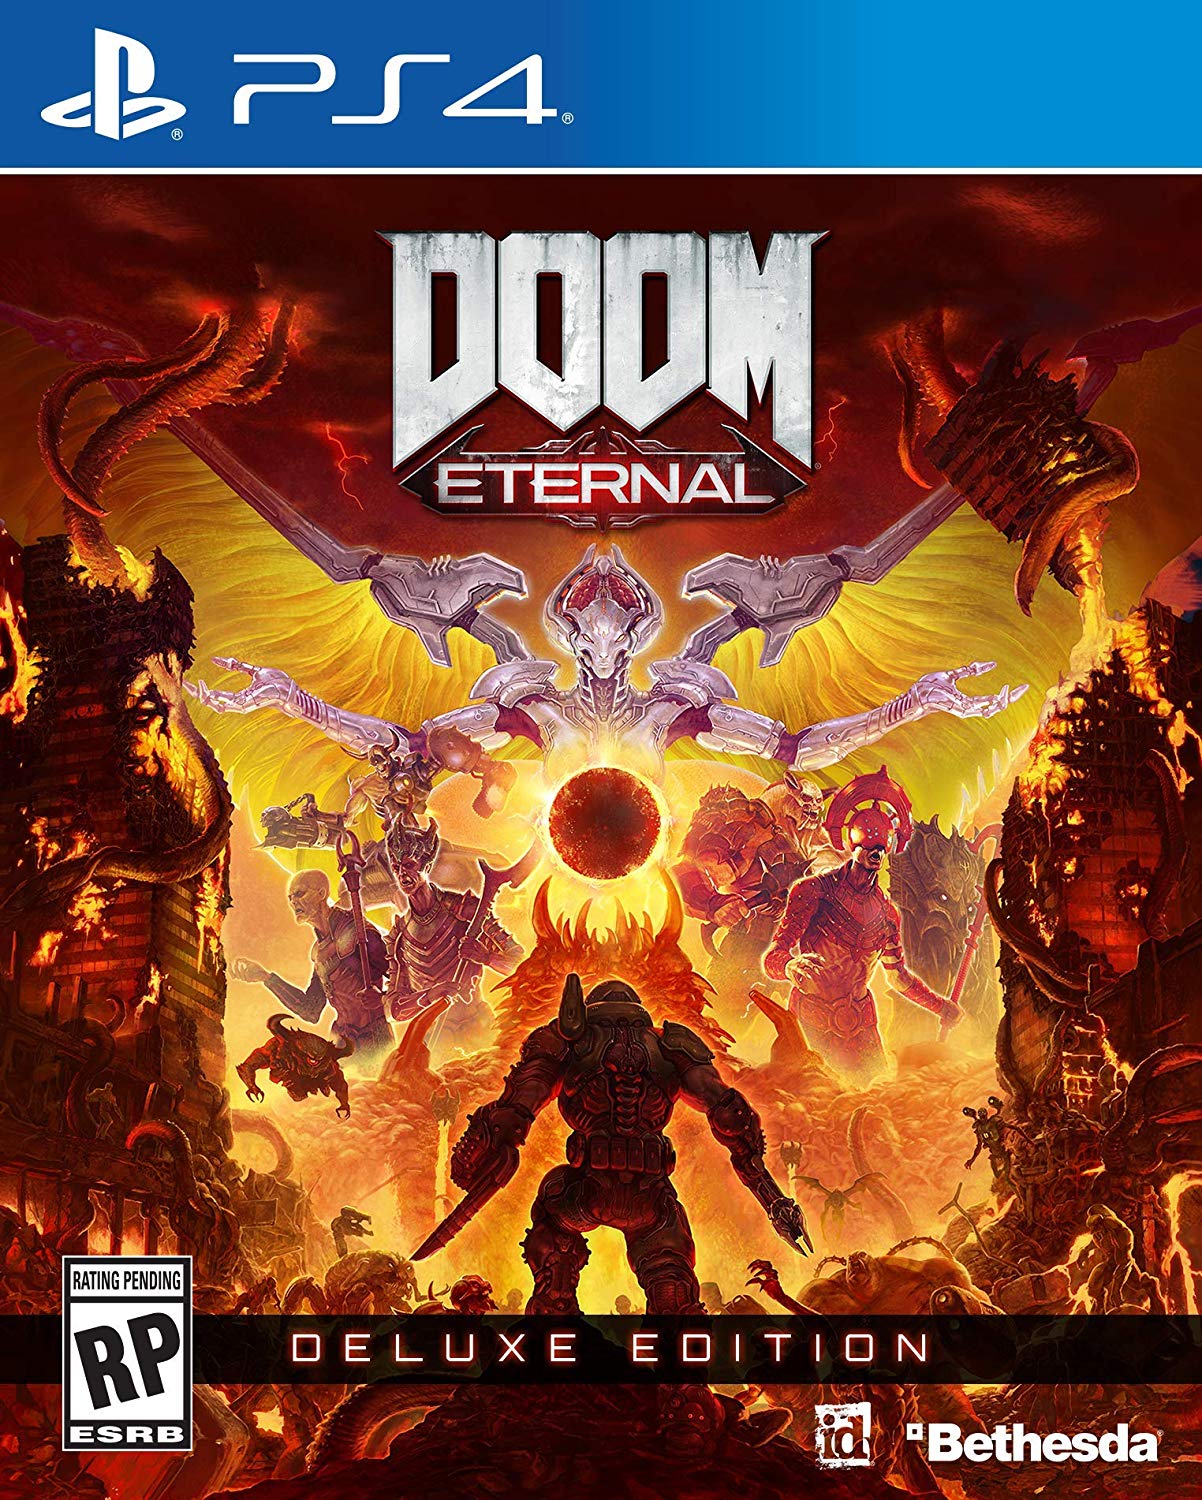 PS4
DOOM
ETERNAL
RATING PENDING
RP
ESRB
DELUXE EDITION
id
Bethesda